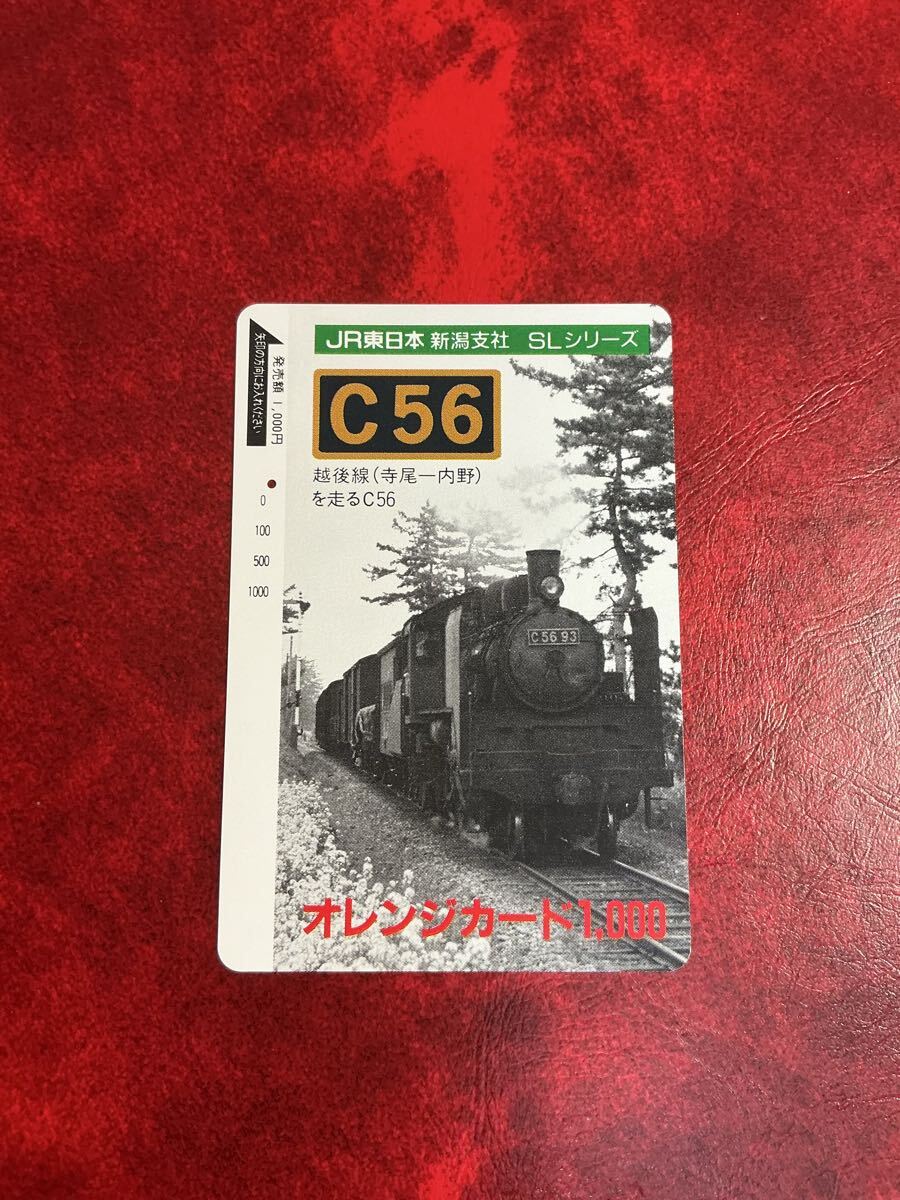 JR東日本 新潟支社 SLシリーズ
C56
越後線(寺尾ー内野)
を走るC56
矢印の方向にお入れください
発売額 1,000円
0
100
500
1000
C56 93
オレンジカード1,000